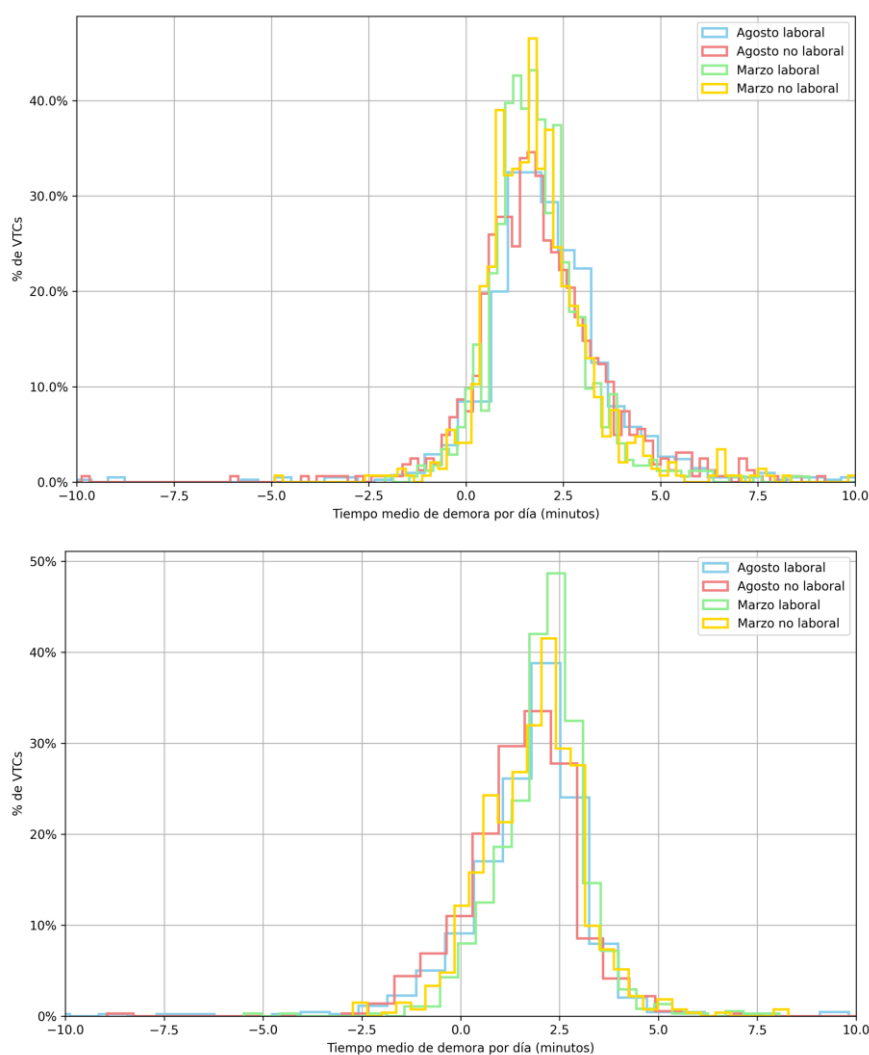 Agosto laboral
Agosto no laboral
Marzo laboral
Marzo no laboral
40.0%
30.0%
20.0%
10.0%
0.0%
% de VTCs
−10.0 −7.5 −5.0 −2.5 0.0 2.5 5.0 7.5 10.0
Tiempo medio de demora por día (minutos)
Agosto laboral
Agosto no laboral
Marzo laboral
Marzo no laboral
50%
40%
30%
20%
10%
0%
% de VTCs
−10.0 −7.5 −5.0 −2.5 0.0 2.5 5.0 7.5 10.0
Tiempo medio de demora por día (minutos)